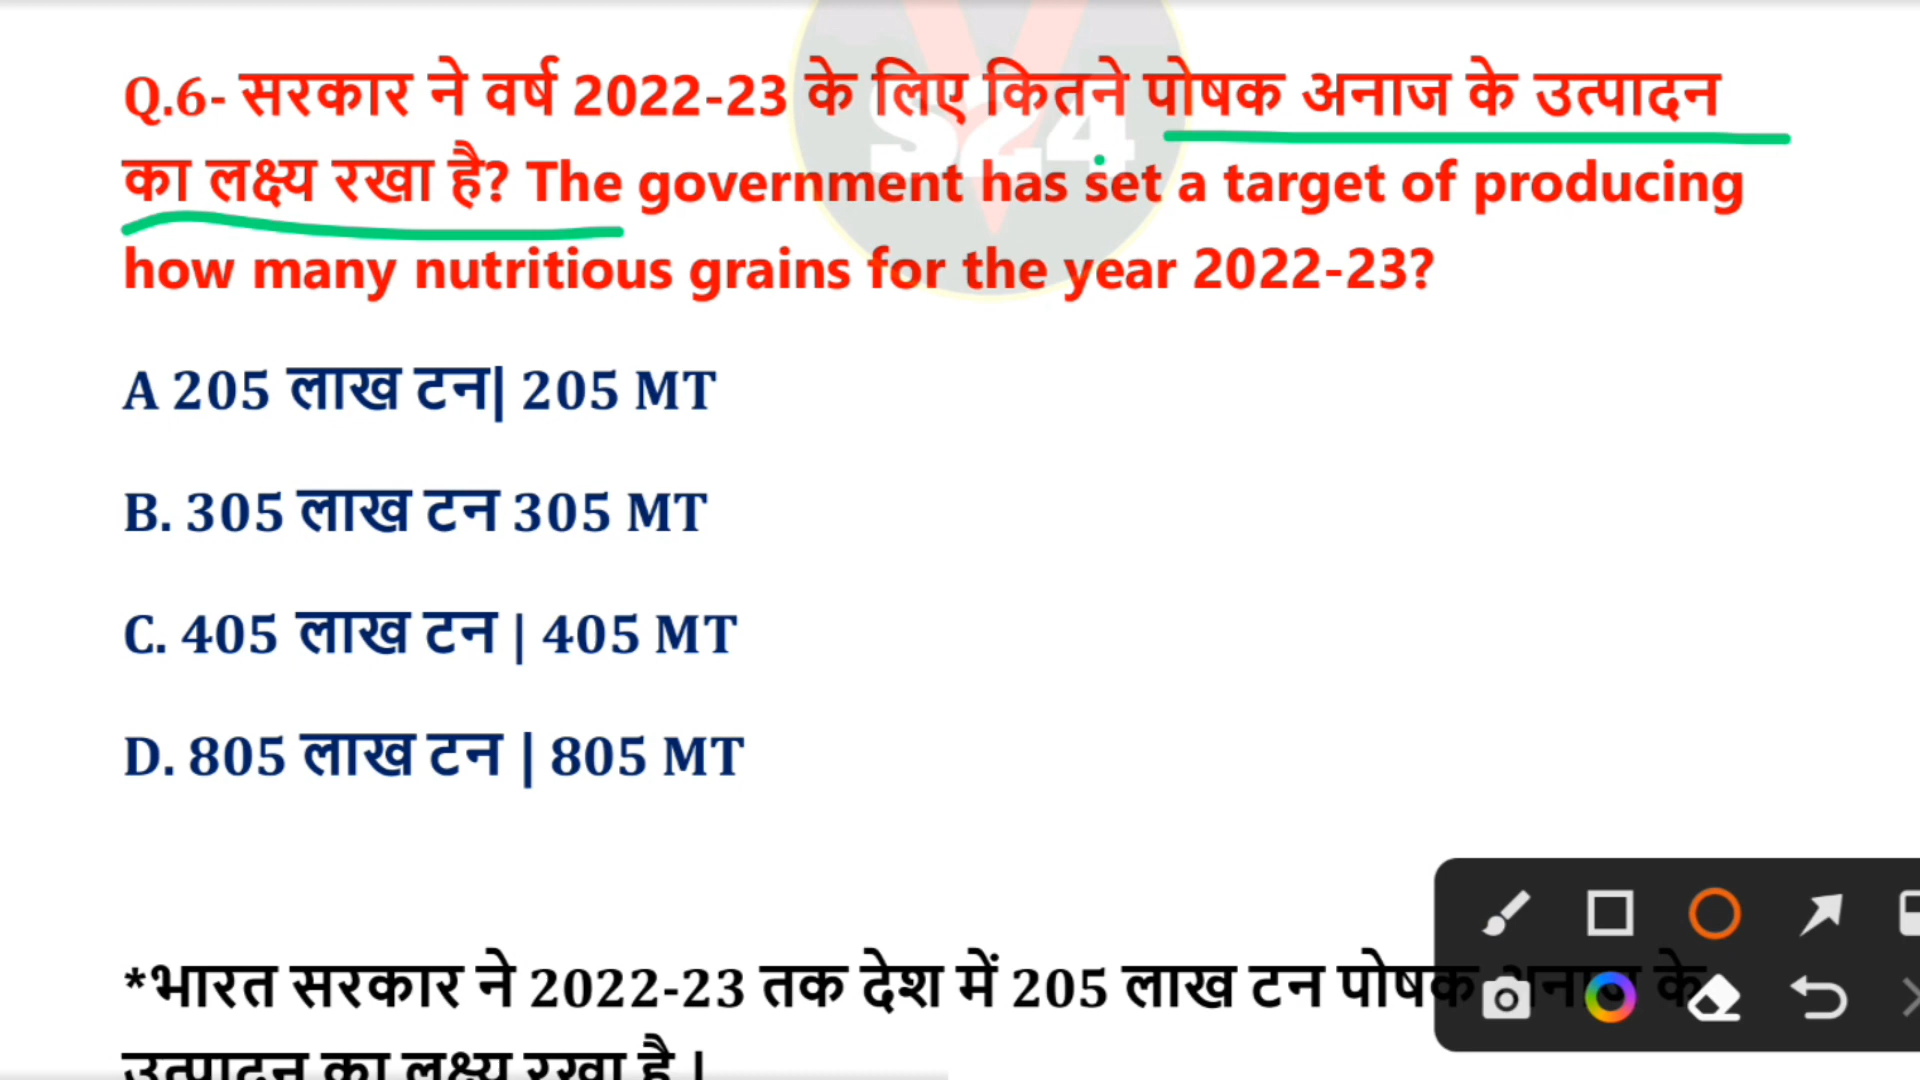 S24
Q.6- सरकार ने वर्ष 2022-23 के लिए कितने पोषक अनाज के उत्पादन
का लक्ष्य रखा है? The government has set a target of producing
how many nutritious grains for the year 2022-23?
A 205 लाख टन| 205 MT
B. 305 लाख टन 305 MT
C. 405 लाख टन | 405 MT
D. 805 लाख टन | 805 MT
*भारत सरकार ने 2022-23 तक देश में 205 लाख टन पोषक अनाज के
उत्पादन का लक्ष्य रखा है |